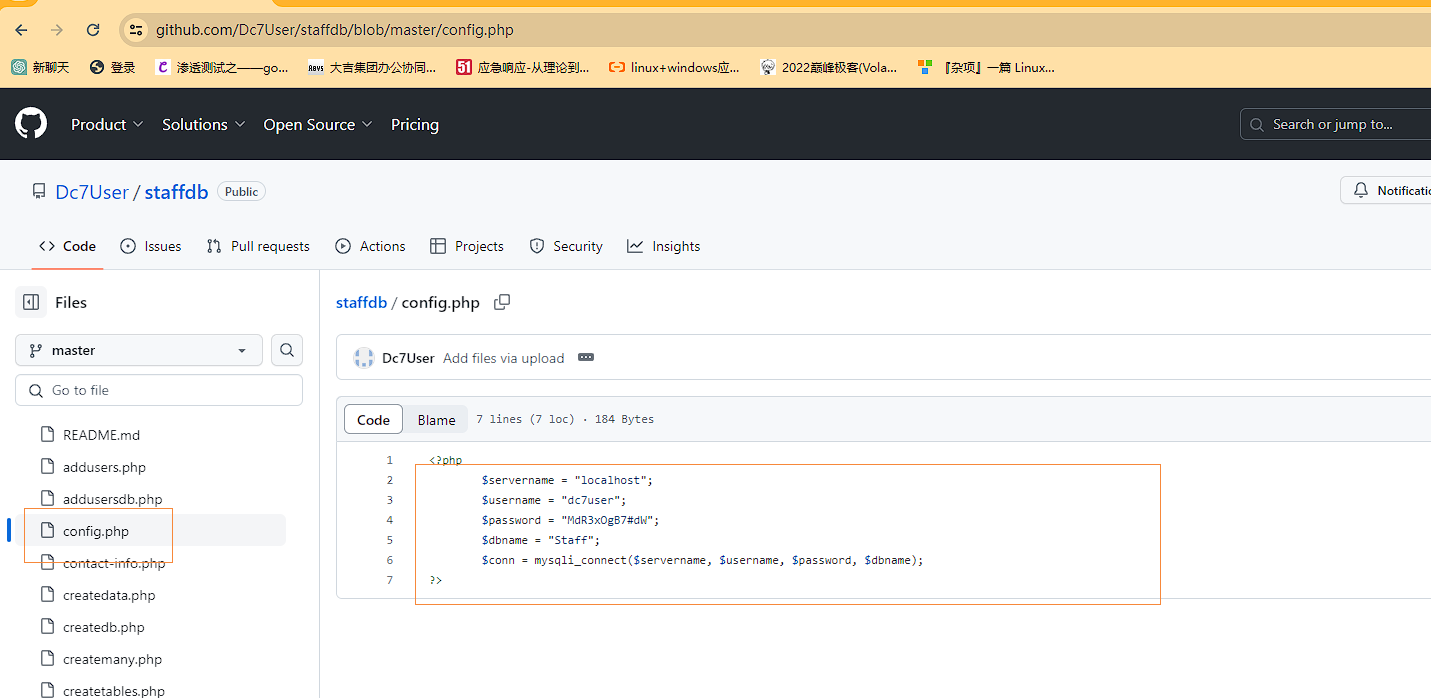 github.com/Dc7User/staffdb/blob/master/config.php
新聊天 登录 渗透测试之——go... 大吉集团办公协同... 应急响应-从理论到... linux+windows应... 2022巅峰极客(Vola... 『杂项』一篇 Linux...
Product Solutions Open Source Pricing Search or jump to...
Dc7User / staffdb Public Notificatio
Code Issues Pull requests Actions Projects Security Insights
Files
master
Go to file
README.md
addusers.php
addusersdb.php
config.php
contact-info.php
createdata.php
createdb.php
createmany.php
createtables.php
staffdb / config.php
Dc7User Add files via upload
Code Blame 7 lines (7 loc) · 184 Bytes
1 <?php
2 $servername = "localhost";
3 $username = "dc7user";
4 $password = "MdR3xOgB7#dW";
5 $dbname = "Staff";
6 $conn = mysqli_connect($servername, $username, $password, $dbname);
7 ?>